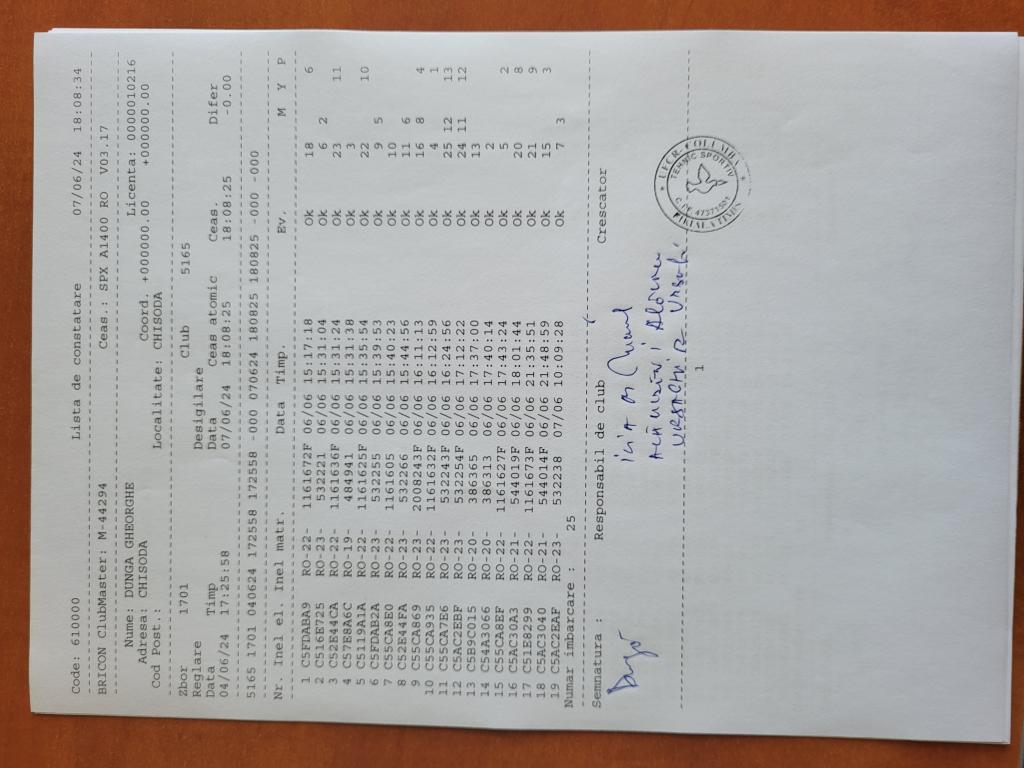 Code: 610000 Lista de constatare 07/06/24 18:08:34
BRICON ClubMaster: M-44294 Ceas.: SPX A1400 RO V03.17
Nume: DUNGA GHEORGHE Licenta: 0000010216
Adresa: CHISODA Coord. +000000.00 +0000000.00
Cod Post.: Localitate: CHISODA
Zbor 1701 Club 5165
Reglare Desigilare
Data Timp Data Ceas atomic Ceas. Difer
04/06/24 17:25:58 07/06/24 18:08:25 18:08:25 -0.00
5165 1701 040624 172558 172558 -000 070624 180825 180825 -000 -000
Nr. Inel el. Inel matr. Data Timp. Ev. M Y P
1 C5FDABA9 RO-22- 1161672F 06/06 15:17:18 Ok 18 6
2 C516E725 RO-23- 532221 06/06 15:31:04 Ok 6 2
3 C52E44CA RO-22- 1161636F 06/06 15:31:24 Ok 23 11
4 C57E8A6C RO-19- 484941 06/06 15:31:38 Ok 3
5 C5119A1A RO-22- 1161625F 06/06 15:35:54 Ok 22 10
6 C5FDAB2A RO-23- 532255 06/06 15:39:53 Ok 9 5
7 C55CA8E0 RO-22- 1161605 06/06 15:40:23 Ok 10
8 C52E44FA RO-23- 532266 06/06 15:44:56 Ok 11 6
9 C55CA869 RO-23- 2008243F 06/06 16:11:13 Ok 16 8 4
10 C55CA935 RO-22- 1161632F 06/06 16:12:59 Ok 4 1
11 C55CA7E6 RO-23- 532243F 06/06 16:24:56 Ok 25 12 13
12 C5AC2EBF RO-23- 532254F 06/06 17:12:22 Ok 24 11 12
13 C5B9C015 RO-20- 386365 06/06 17:37:00 Ok 13
14 C54A3066 RO-20- 386313 06/06 17:40:14 Ok 2
15 C55CA8EF RO-22- 1161627F 06/06 17:43:24 Ok 5 2
16 C5AC30A3 RO-21- 544019F 06/06 18:01:44 Ok 20 8
17 C51E8299 RO-22- 1161673F 06/06 21:35:51 Ok 21 9
18 C5AC3040 RO-21- 544014F 06/06 21:48:59 Ok 15 3
19 C5AC2EAF RO-23- 532238 07/06 10:09:28 Ok 7 3
Numar imbarcare : 25
Semnatura : Responsabil de club Crescator
TEHNIC SPORTIV
1